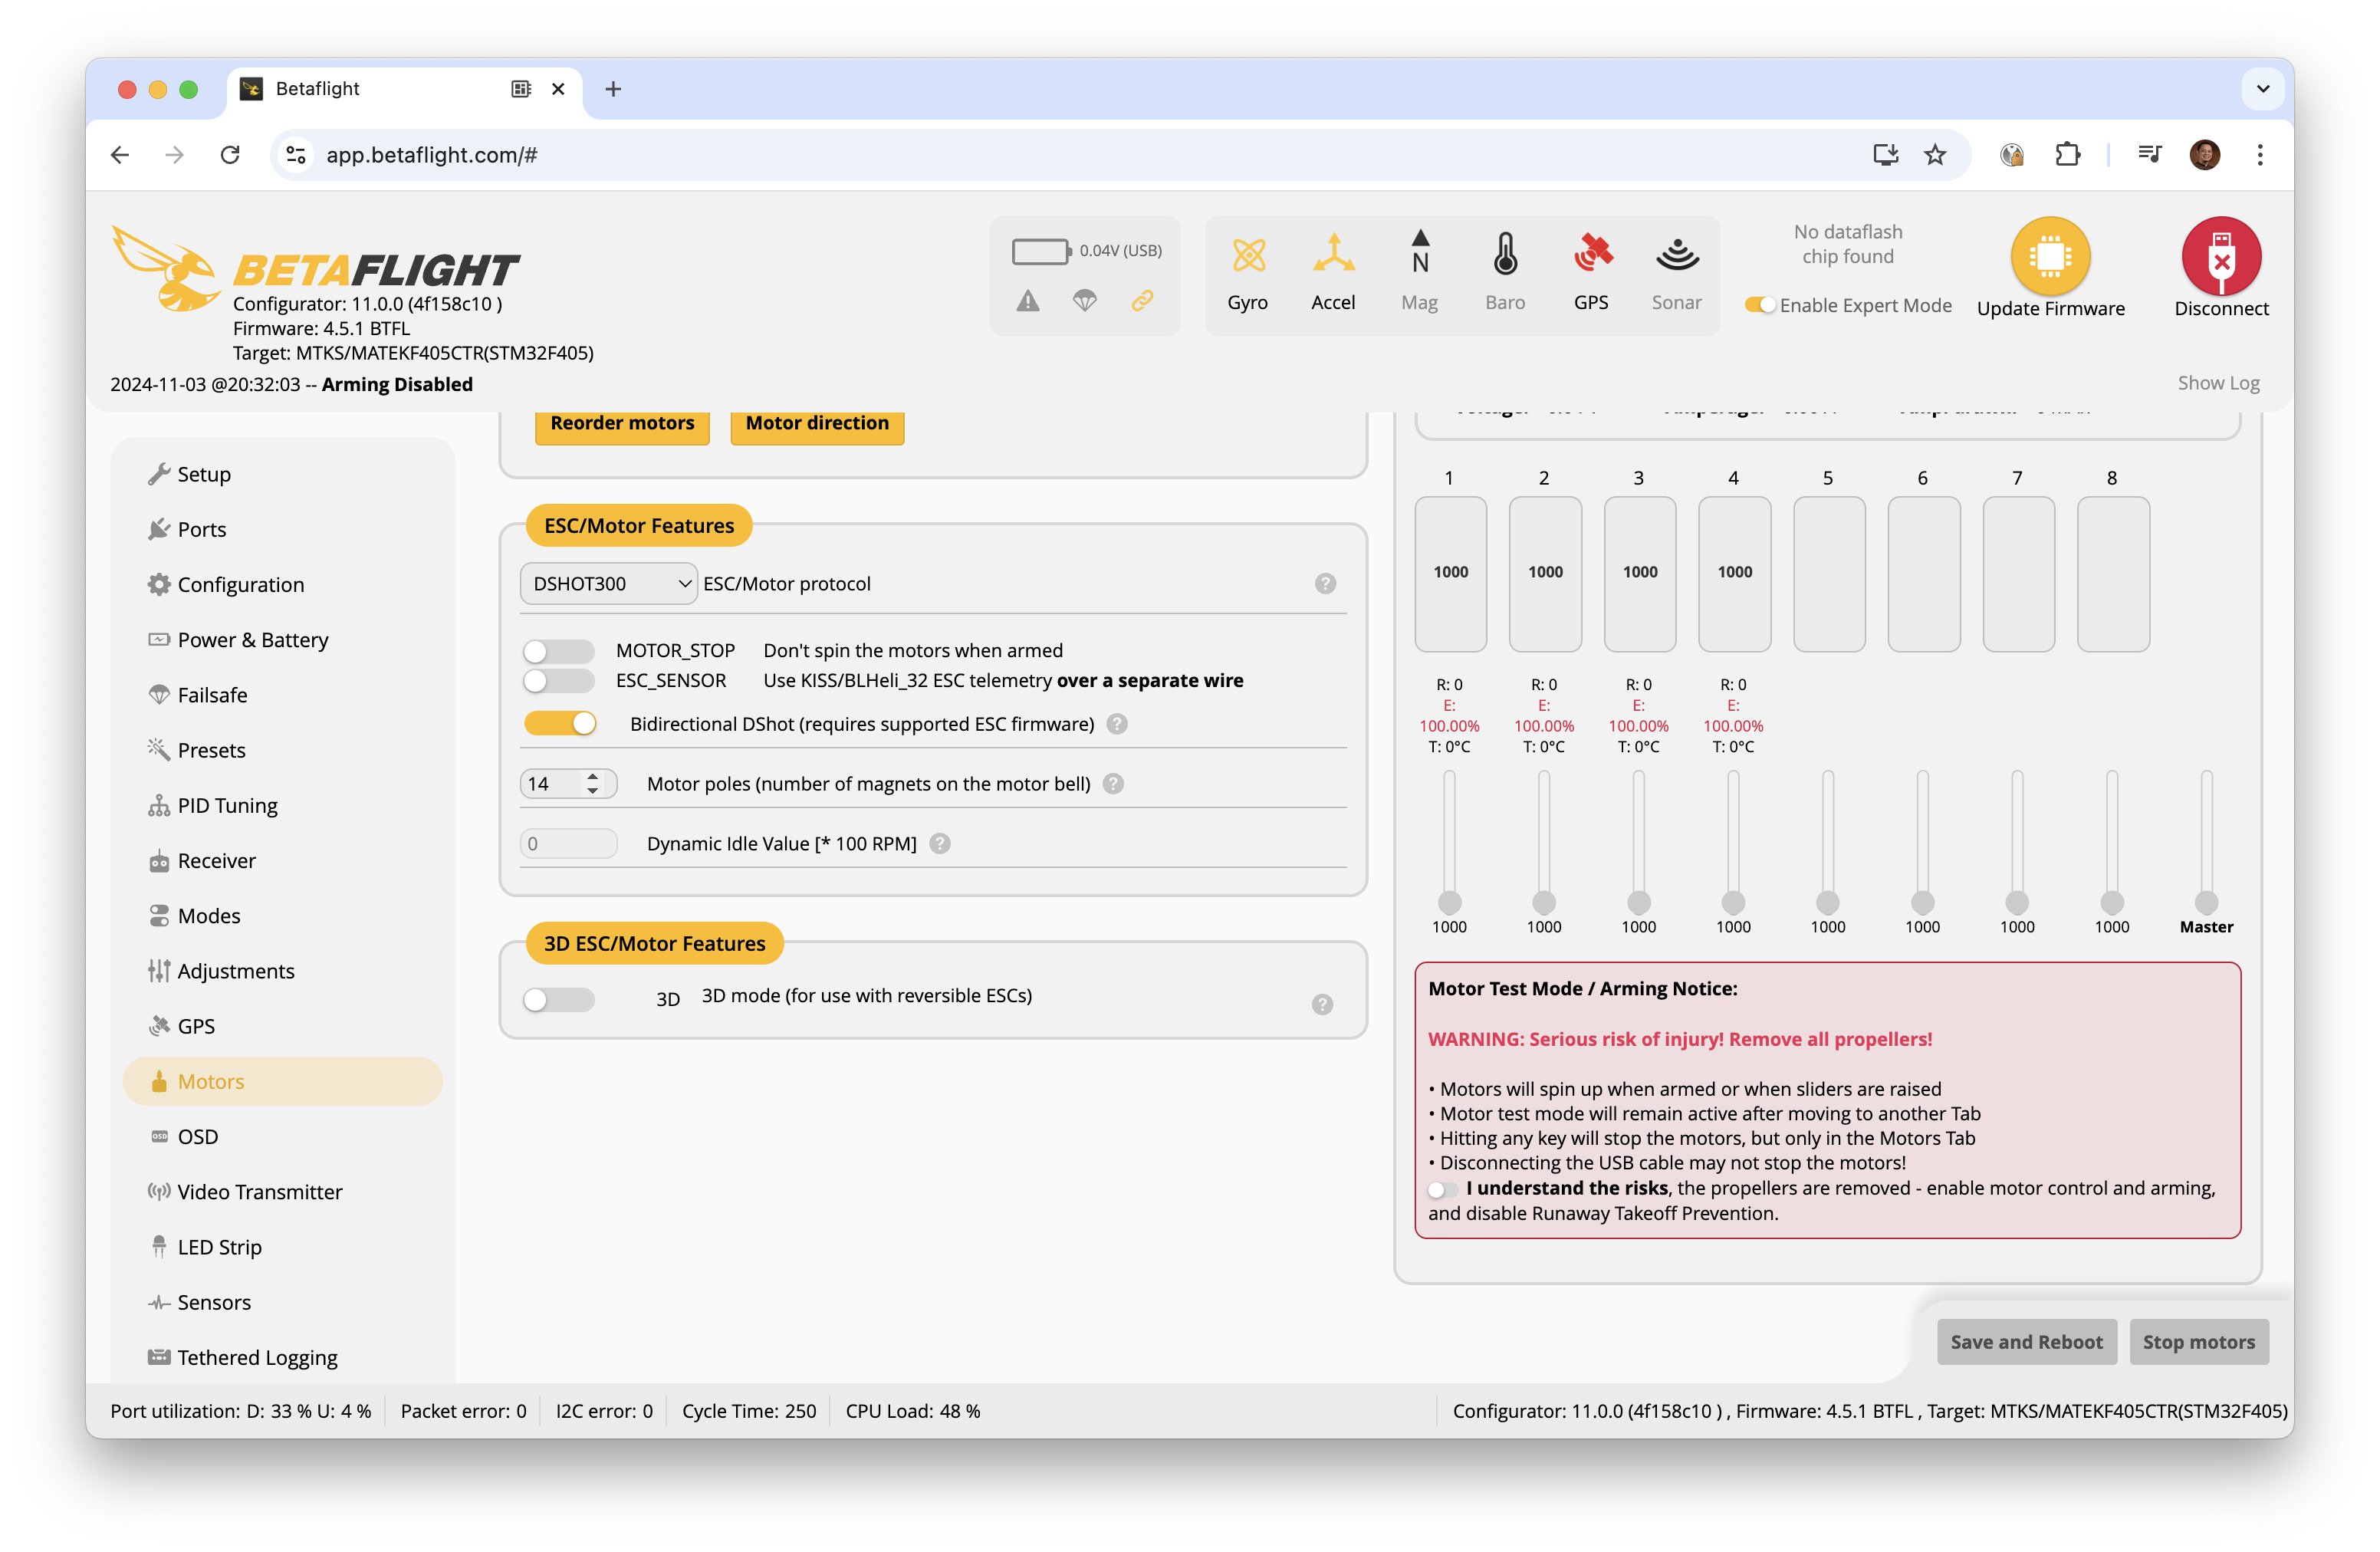 Betaflight
app.betaflight.com/#
BETAFLIGHT
Configurator: 11.0.0 (4f158c10 )
Firmware: 4.5.1 BTFL
Target: MTKS/MATEKF405CTR(STM32F405)
0.04V (USB)
N
Gyro
Accel
Mag
Baro
GPS
Sonar
No dataflash
chip found
Enable Expert Mode
Update Firmware
Disconnect
2024-11-03 @20:32:03 -- Arming Disabled
Show Log
Setup
Ports
Configuration
Power & Battery
Failsafe
Presets
PID Tuning
Receiver
Modes
Adjustments
GPS
Motors
OSD
OSD
Video Transmitter
LED Strip
Sensors
Tethered Logging
Reorder motors
Motor direction
ESC/Motor Features
DSHOT300
ESC/Motor protocol
?
MOTOR_STOP Don't spin the motors when armed
ESC_SENSOR Use KISS/BLHeli_32 ESC telemetry over a separate wire
Bidirectional DShot (requires supported ESC firmware) ?
14 Motor poles (number of magnets on the motor bell) ?
0 Dynamic Idle Value [* 100 RPM] ?
3D ESC/Motor Features
3D 3D mode (for use with reversible ESCs) ?
1 2 3 4 5 6 7 8
1000 1000 1000 1000
R: 0 R: 0 R: 0 R: 0
E: E: E: E:
100.00% 100.00% 100.00% 100.00%
T: 0°C T: 0°C T: 0°C T: 0°C
1000 1000 1000 1000 1000 1000 1000 1000 Master
Motor Test Mode / Arming Notice:
WARNING: Serious risk of injury! Remove all propellers!
• Motors will spin up when armed or when sliders are raised
• Motor test mode will remain active after moving to another Tab
• Hitting any key will stop the motors, but only in the Motors Tab
• Disconnecting the USB cable may not stop the motors!
I understand the risks, the propellers are removed - enable motor control and arming,
and disable Runaway Takeoff Prevention.
Save and Reboot
Stop motors
Port utilization: D: 33 % U: 4 %
Packet error: 0
I2C error: 0
Cycle Time: 250
CPU Load: 48 %
Configurator: 11.0.0 (4f158c10 ) , Firmware: 4.5.1 BTFL , Target: MTKS/MATEKF405CTR(STM32F405)